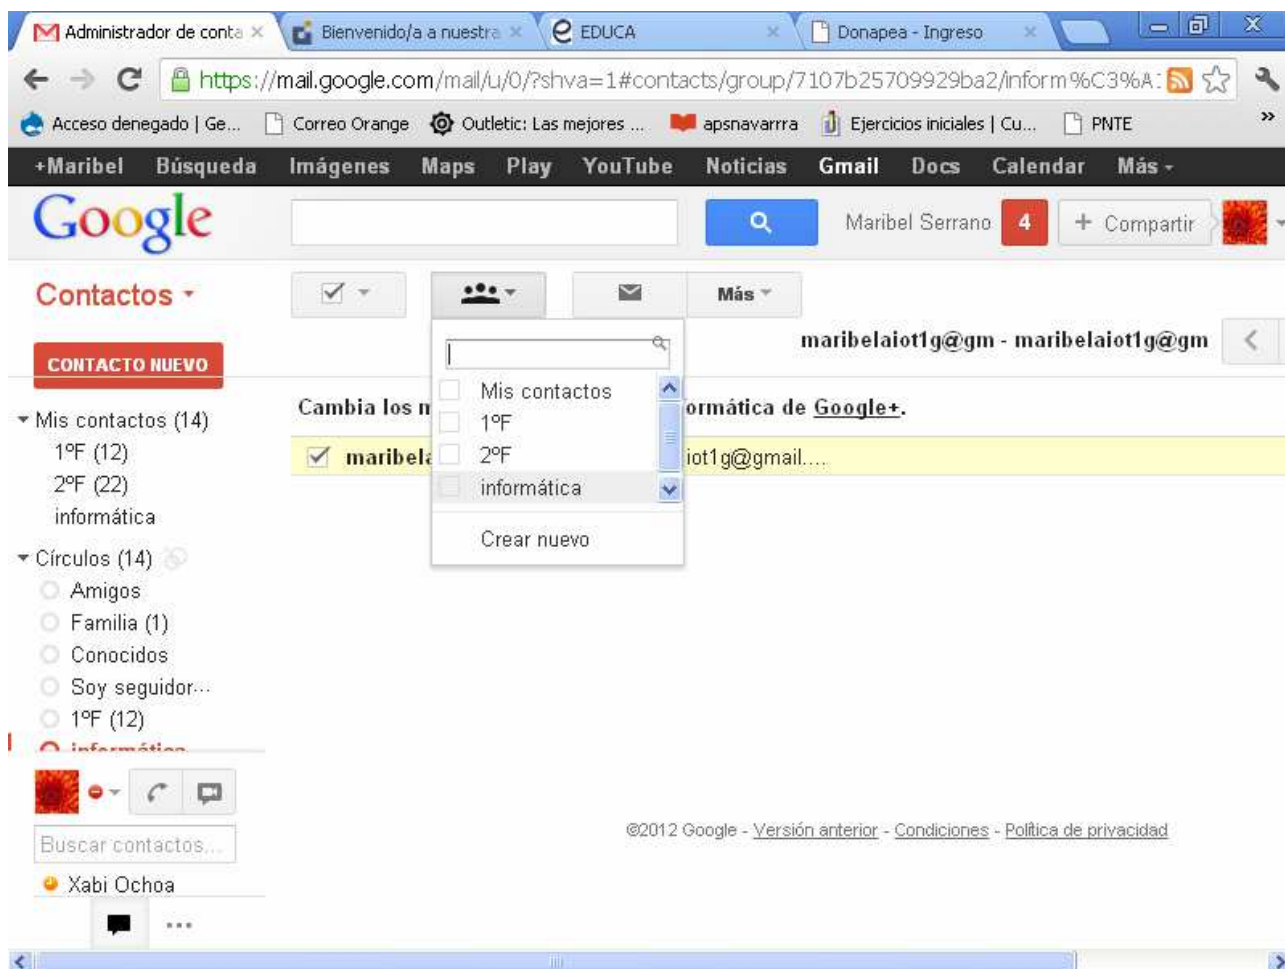 Administrador de conta
Bienvenido/a a nuestra
EDUCA
Donapea - Ingreso
https://mail.google.com/mail/u/0/?shva=1#contacts/group/7107b25709929ba2/inform%C3%A1
Acceso denegado | Ge... Correo Orange Outletic: Las mejores ... apsnavarrra Ejercicios iniciales | Cu... PNTE »
+Maribel Búsqueda Imágenes Maps Play YouTube Noticias Gmail Docs Calendar Más
Google Maribel Serrano 4 + Compartir
Contactos Más
maribelaiot1g@gm - maribelaiot1g@gm
CONTACTO NUEVO
Mis contactos (14)
1ºF (12)
2ºF (22)
informática
Círculos (14)
Amigos
Familia (1)
Conocidos
Soy seguidor...
1ºF (12)
informática
Mis contactos
1ºF
2ºF
informática
Crear nuevo
Cambia los m ormática de Google+.
maribela iot1g@gmail....
Buscar contactos...
Xabi Ochoa
...
©2012 Google - Versión anterior - Condiciones - Política de privacidad